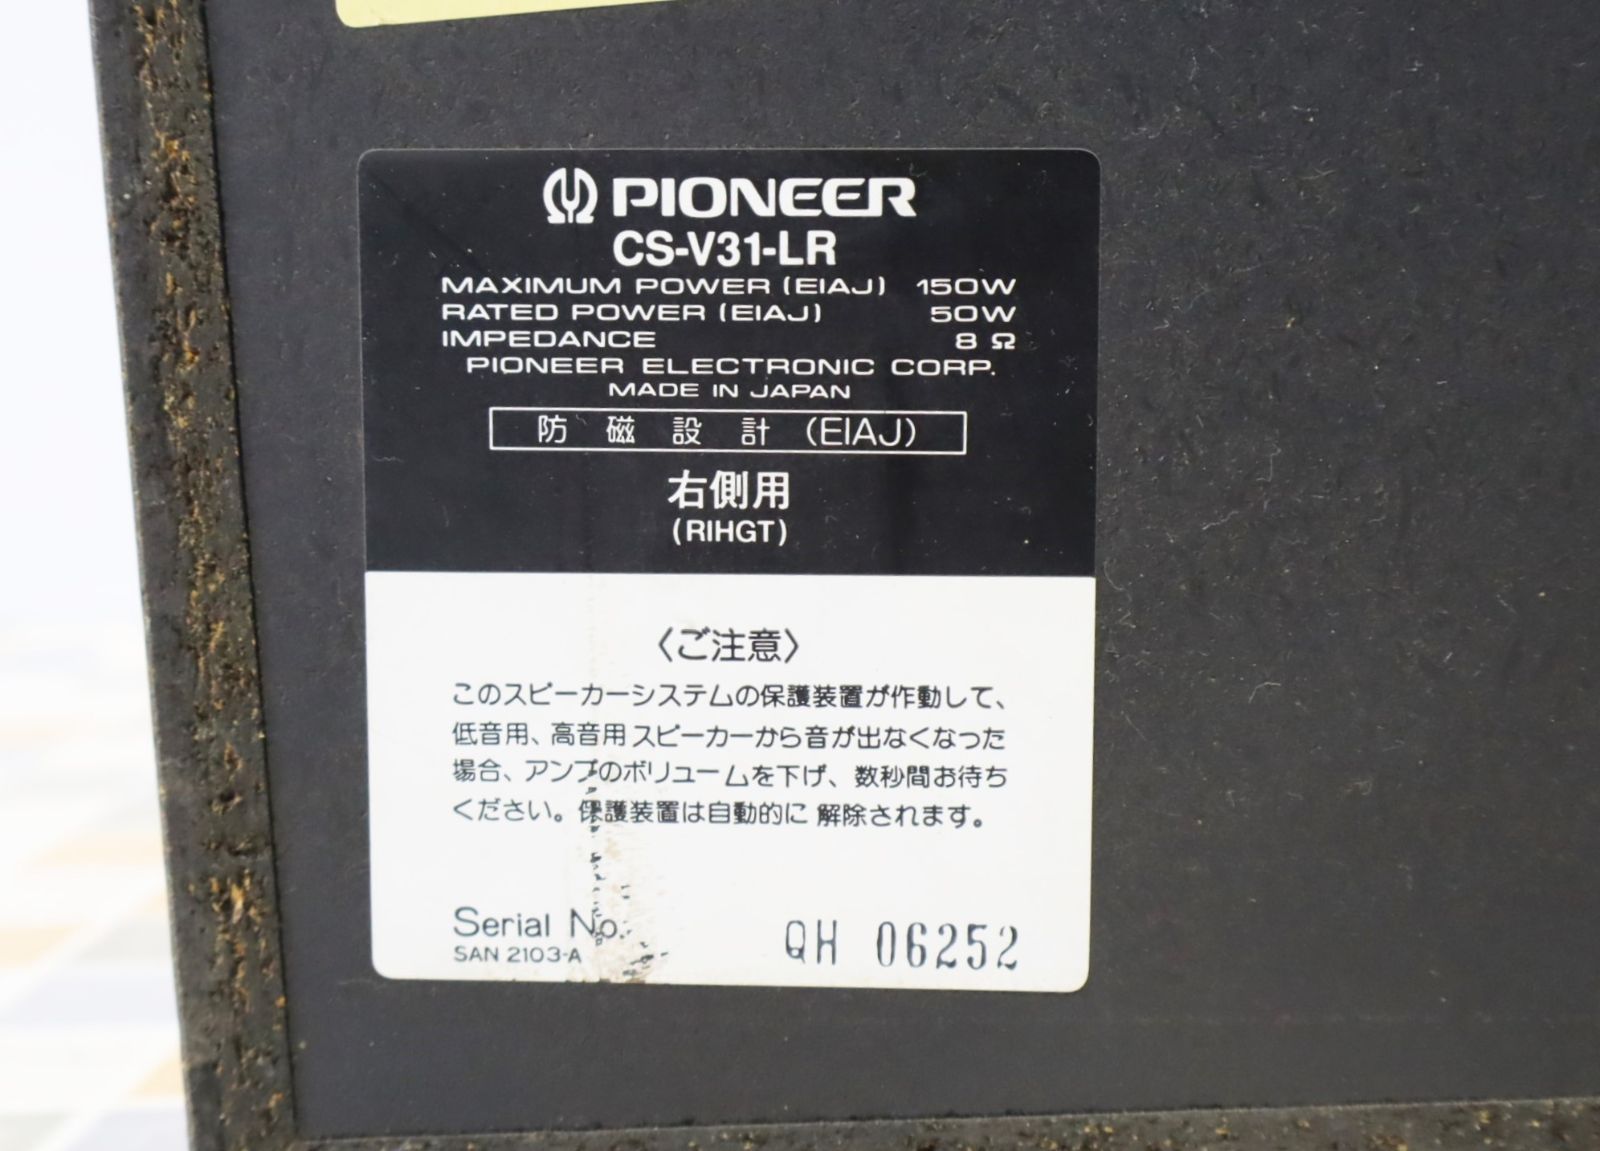 PIONEER
CS-V31-LR
MAXIMUM POWER (EIAJ) 150W
RATED POWER (EIAJ) 50W
IMPEDANCE 8 Ω
PIONEER ELECTRONIC CORP.
MADE IN JAPAN
防磁設計 (EIAJ)
右側用
(RIHGT)
〈ご注意〉
このスピーカーシステムの保護装置が作動して、
低音用、高音用スピーカーから音が出なくなった
場合、アンプのボリュームを下げ、数秒間お待ち
ください。保護装置は自動的に解除されます。
Serial No. QH 06252
SAN 2103-A